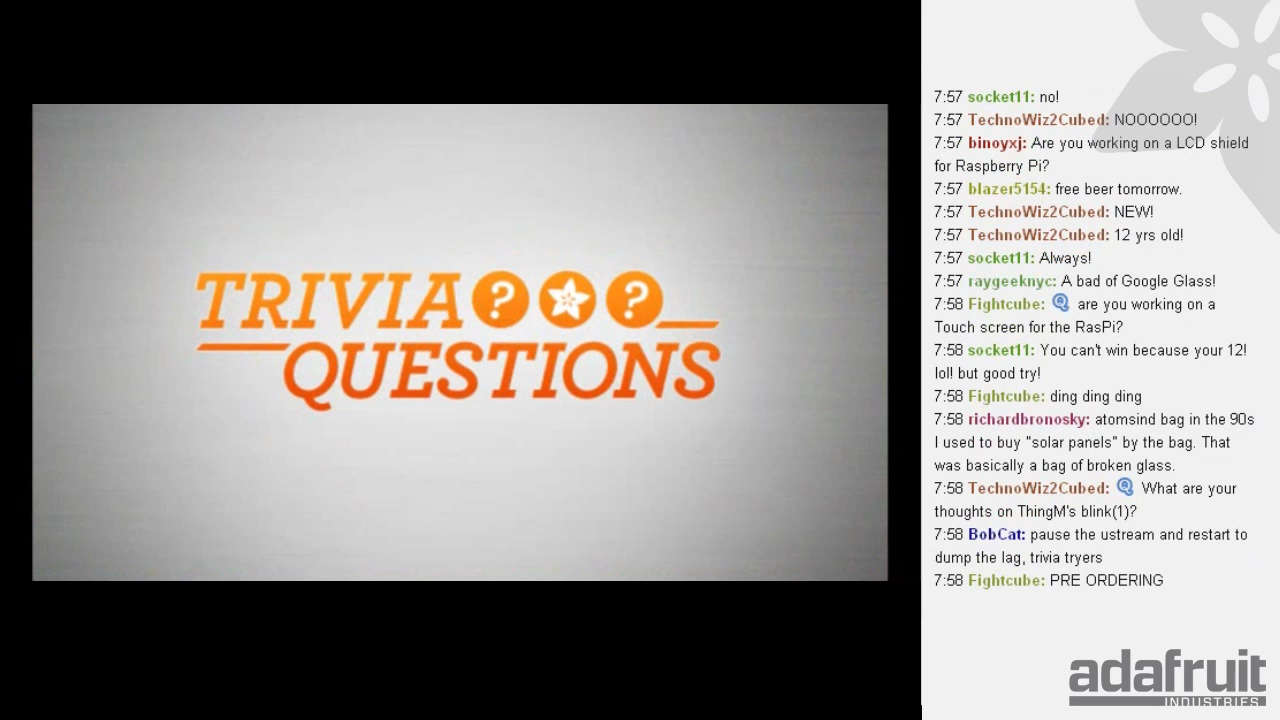 TRIVIA ? ?
QUESTIONS
7:57 socket11: no!
7:57 TechnoWiz2Cubed: NOOOOOO!
7:57 binoyxj: Are you working on a LCD shield
for Raspberry Pi?
7:57 blazer5154: free beer tomorrow.
7:57 TechnoWiz2Cubed: NEW!
7:57 TechnoWiz2Cubed: 12 yrs old!
7:57 socket11: Always!
7:57 raygeeknyc: A bad of Google Glass!
7:58 Fightcube: Q are you working on a
Touch screen for the RasPi?
7:58 socket11: You can't win because your 12!
lol! but good try!
7:58 Fightcube: ding ding ding
7:58 richardbronosky: atomsind bag in the 90s
I used to buy "solar panels" by the bag. That
was basically a bag of broken glass.
7:58 TechnoWiz2Cubed: Q What are your
thoughts on ThingM's blink(1)?
7:58 BobCat: pause the ustream and restart to
dump the lag, trivia tryers
7:58 Fightcube: PRE ORDERING
adafruit
INDUSTRIES